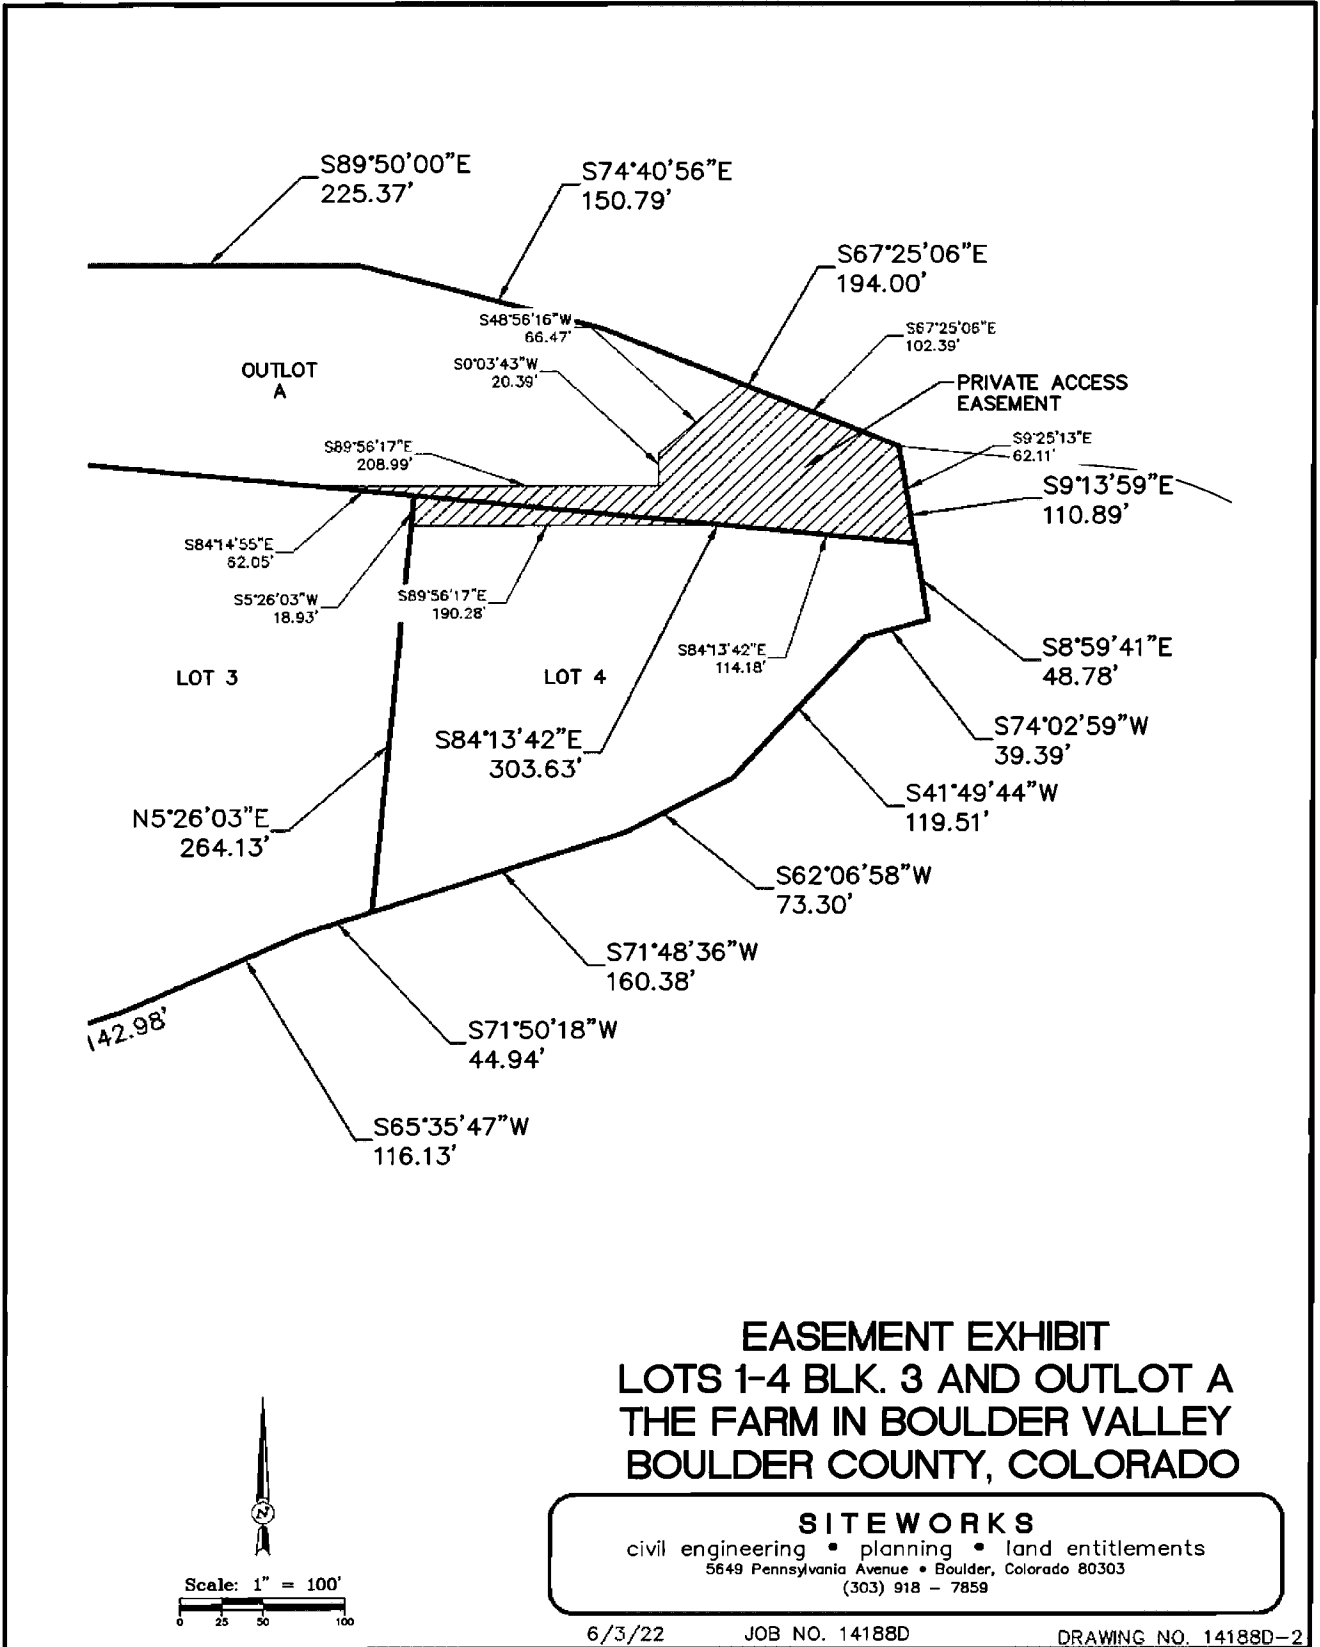 S89°50'00"E
225.37'
S74°40'56"E
150.79'
S67°25'06"E
194.00'
S48°56'16"W
66.47'
S67°25'06"E
102.39'
S0°03'43"W
20.39'
OUTLOT
A
PRIVATE ACCESS
EASEMENT
S89°56'17"E
208.99'
S9°25'13"E
62.11'
S9°13'59"E
110.89'
S84°14'55"E
62.05'
S5°26'03"W
18.93'
S89°56'17"E
190.28'
S84°13'42"E
114.18'
S8°59'41"E
48.78'
LOT 3
LOT 4
S74°02'59"W
39.39'
S84°13'42"E
303.63'
S41°49'44"W
119.51'
N5°26'03"E
264.13'
S62°06'58"W
73.30'
S71°48'36"W
160.38'
142.98'
S71°50'18"W
44.94'
S65°35'47"W
116.13'
EASEMENT EXHIBIT
LOTS 1-4 BLK. 3 AND OUTLOT A
THE FARM IN BOULDER VALLEY
BOULDER COUNTY, COLORADO
N
Scale: 1" = 100'
0 25 50 100
SITEWORKS
civil engineering • planning • land entitlements
5649 Pennsylvania Avenue • Boulder, Colorado 80303
(303) 918 - 7859
6/3/22 JOB NO. 14188D DRAWING NO. 14188D-2